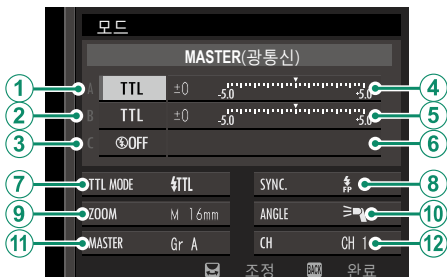 모드
MASTER(광통신)
1 A TTL ±0 -5.0 +5.0 4
2 B TTL ±0 -5.0 +5.0 5
3 C OFF 6
7 TTL MODE TTL SYNC. FP 8
9 ZOOM M 16mm ANGLE 10
11 MASTER Gr A CH CH 1 12
조정 BACK 완료